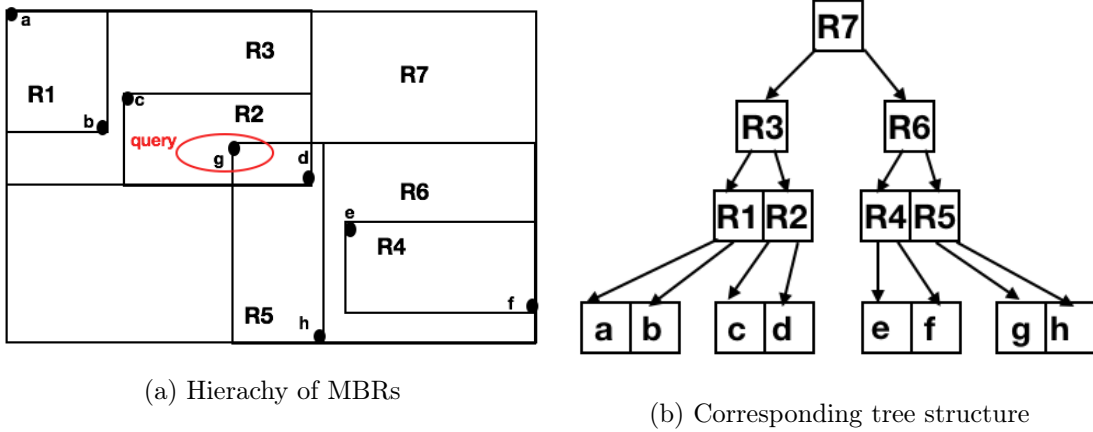 a
R3
R7
R1
c
b
R2
query
g
d
R6
e
R4
f
R5
h
(a) Hierachy of MBRs
R7
R3 R6
R1 R2 R4 R5
a b c d e f g h
(b) Corresponding tree structure